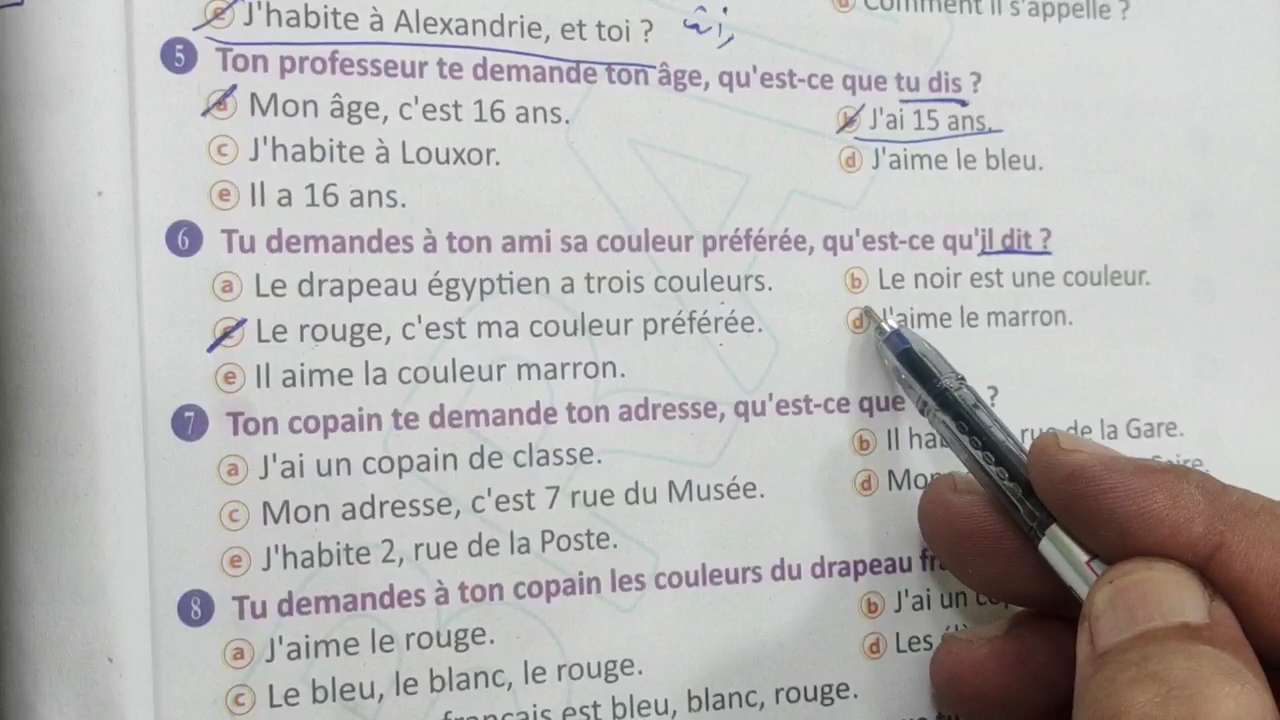 e J'habite à Alexandrie, et toi ?
Comment il s'appelle ?
5 Ton professeur te demande ton âge, qu'est-ce que tu dis ?
a Mon âge, c'est 16 ans.
b J'ai 15 ans.
c J'habite à Louxor.
d J'aime le bleu.
e Il a 16 ans.
6 Tu demandes à ton ami sa couleur préférée, qu'est-ce qu'il dit ?
a Le drapeau égyptien a trois couleurs.
b Le noir est une couleur.
c Le rouge, c'est ma couleur préférée.
d J'aime le marron.
e Il aime la couleur marron.
7 Ton copain te demande ton adresse, qu'est-ce que ?
a J'ai un copain de classe.
b Il rue de la Gare.
c Mon adresse, c'est 7 rue du Musée.
d
e J'habite 2, rue de la Poste.
8 Tu demandes à ton copain les couleurs du drapeau
a J'aime le rouge.
b J'ai un
c Le bleu, le blanc, le rouge.
d Les
est bleu, blanc, rouge.